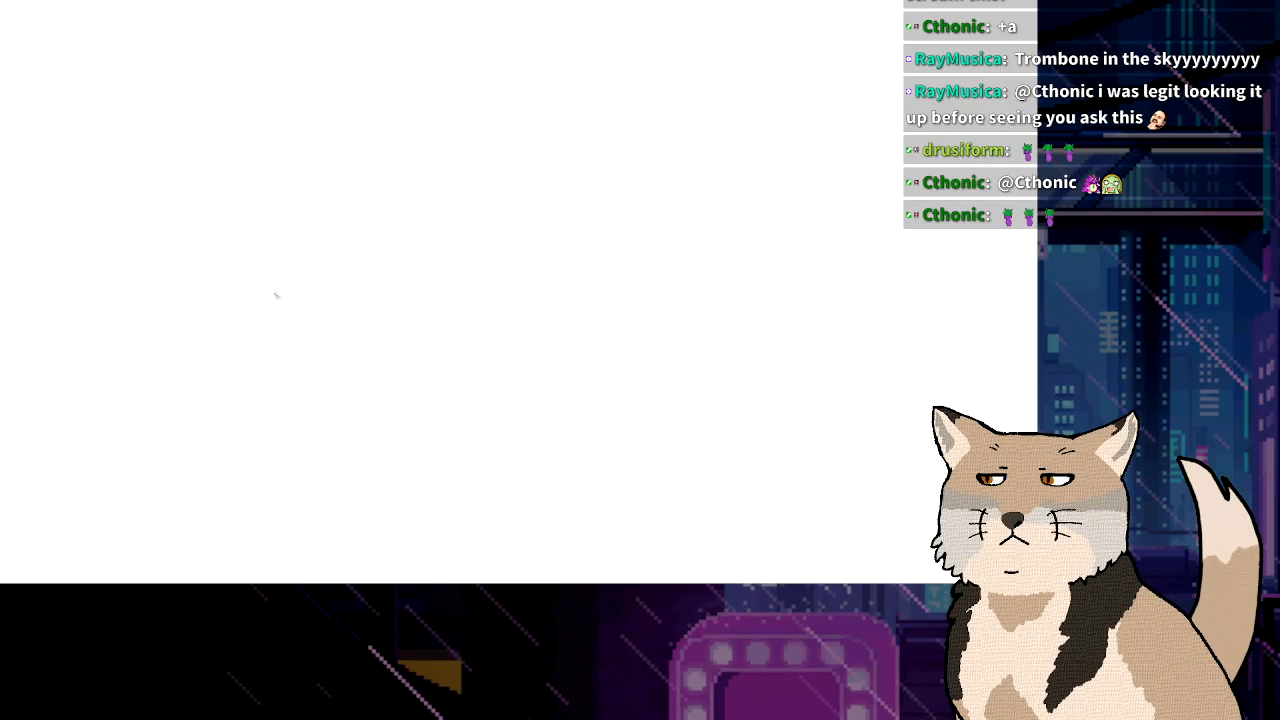 Cthonic: +a
RayMusica: Trombone in the skyyyyyyyyy
RayMusica: @Cthonic i was legit looking it
up before seeing you ask this
drusiform:
Cthonic: @Cthonic
Cthonic: